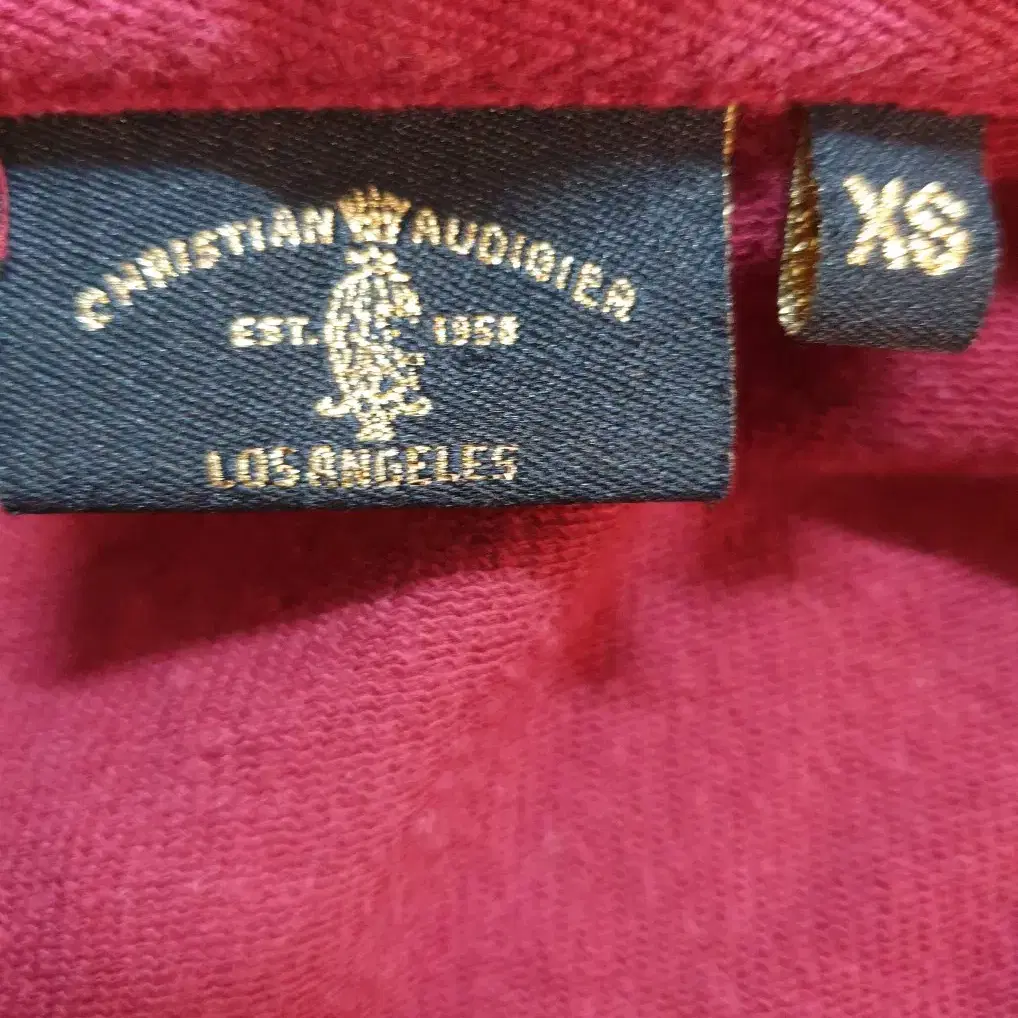 CHRISTIAN AUDIGIER
EST. 1958
LOS ANGELES
XS